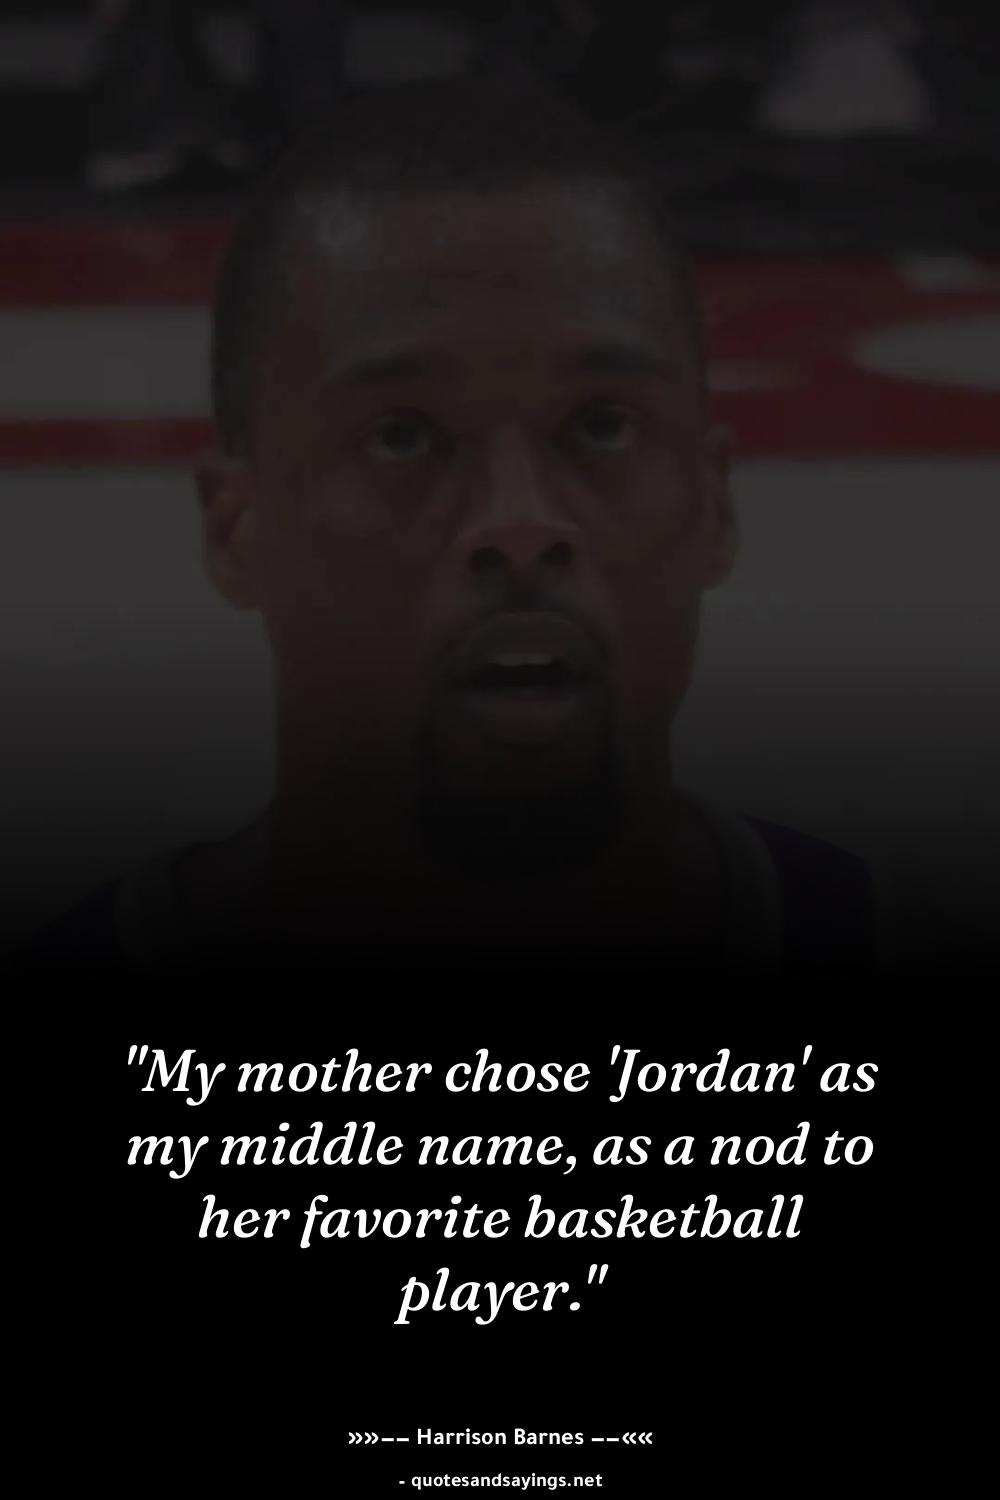 "My mother chose 'Jordan' as
my middle name, as a nod to
her favorite basketball
player."
»»−− Harrison Barnes −−««
- quotesandsayings.net